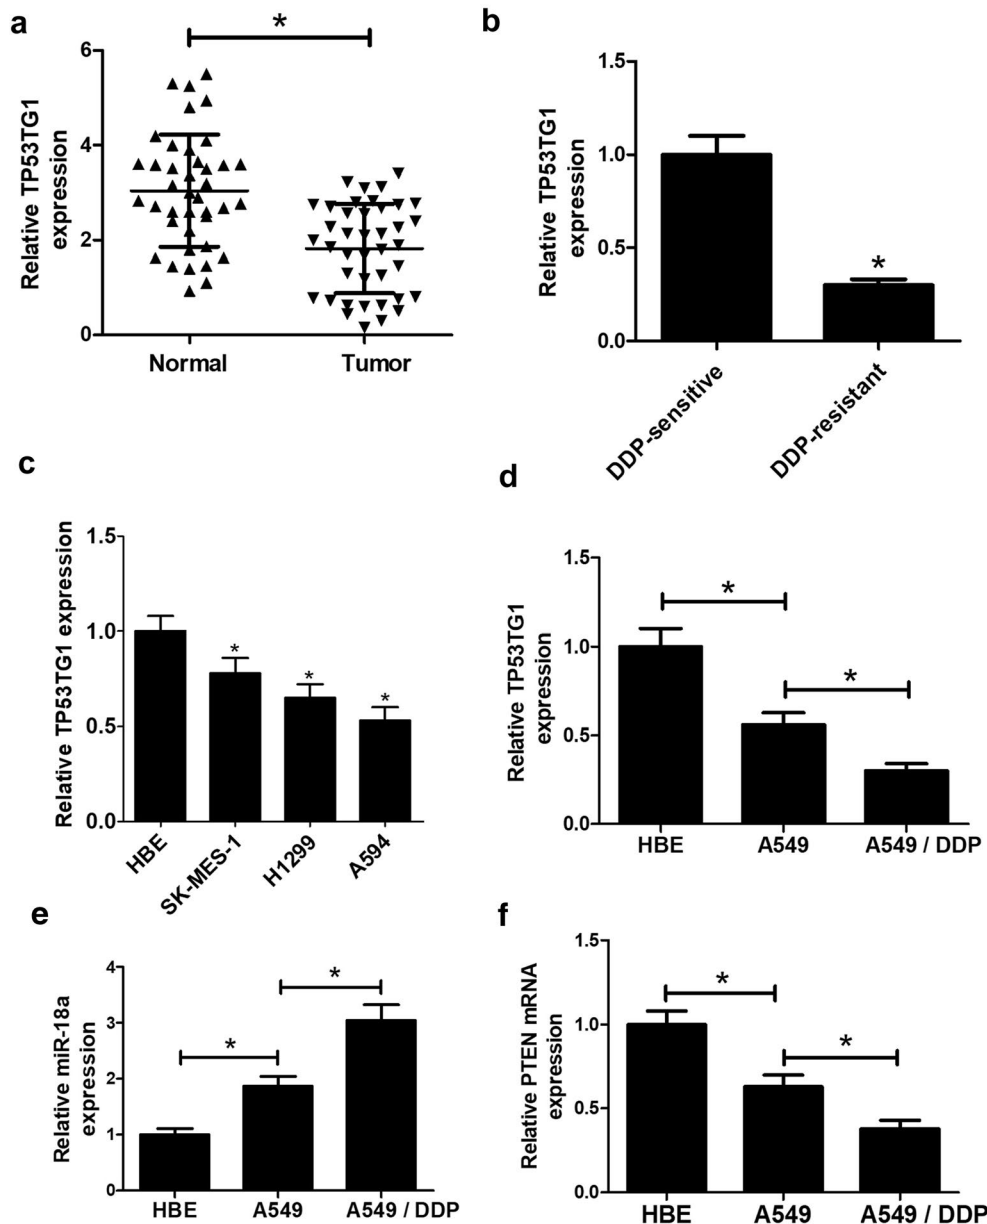 a
*
Relative TP53TG1
expression
6
4
2
0
Normal
Tumor
b
Relative TP53TG1
expression
1.5
1.0
0.5
0.0
*
DDP-sensitive
DDP-resistant
c
Relative TP53TG1 expression
1.5
1.0
0.5
0.0
*
*
*
HBE
SK-MES-1
H1299
A594
d
Relative TP53TG1
expression
1.5
1.0
0.5
0.0
*
*
HBE
A549
A549 / DDP
e
Relative miR-18a
expression
4
3
2
1
0
*
*
HBE
A549
A549 / DDP
f
Relative PTEN mRNA
expression
1.5
1.0
0.5
0.0
*
*
HBE
A549
A549 / DDP